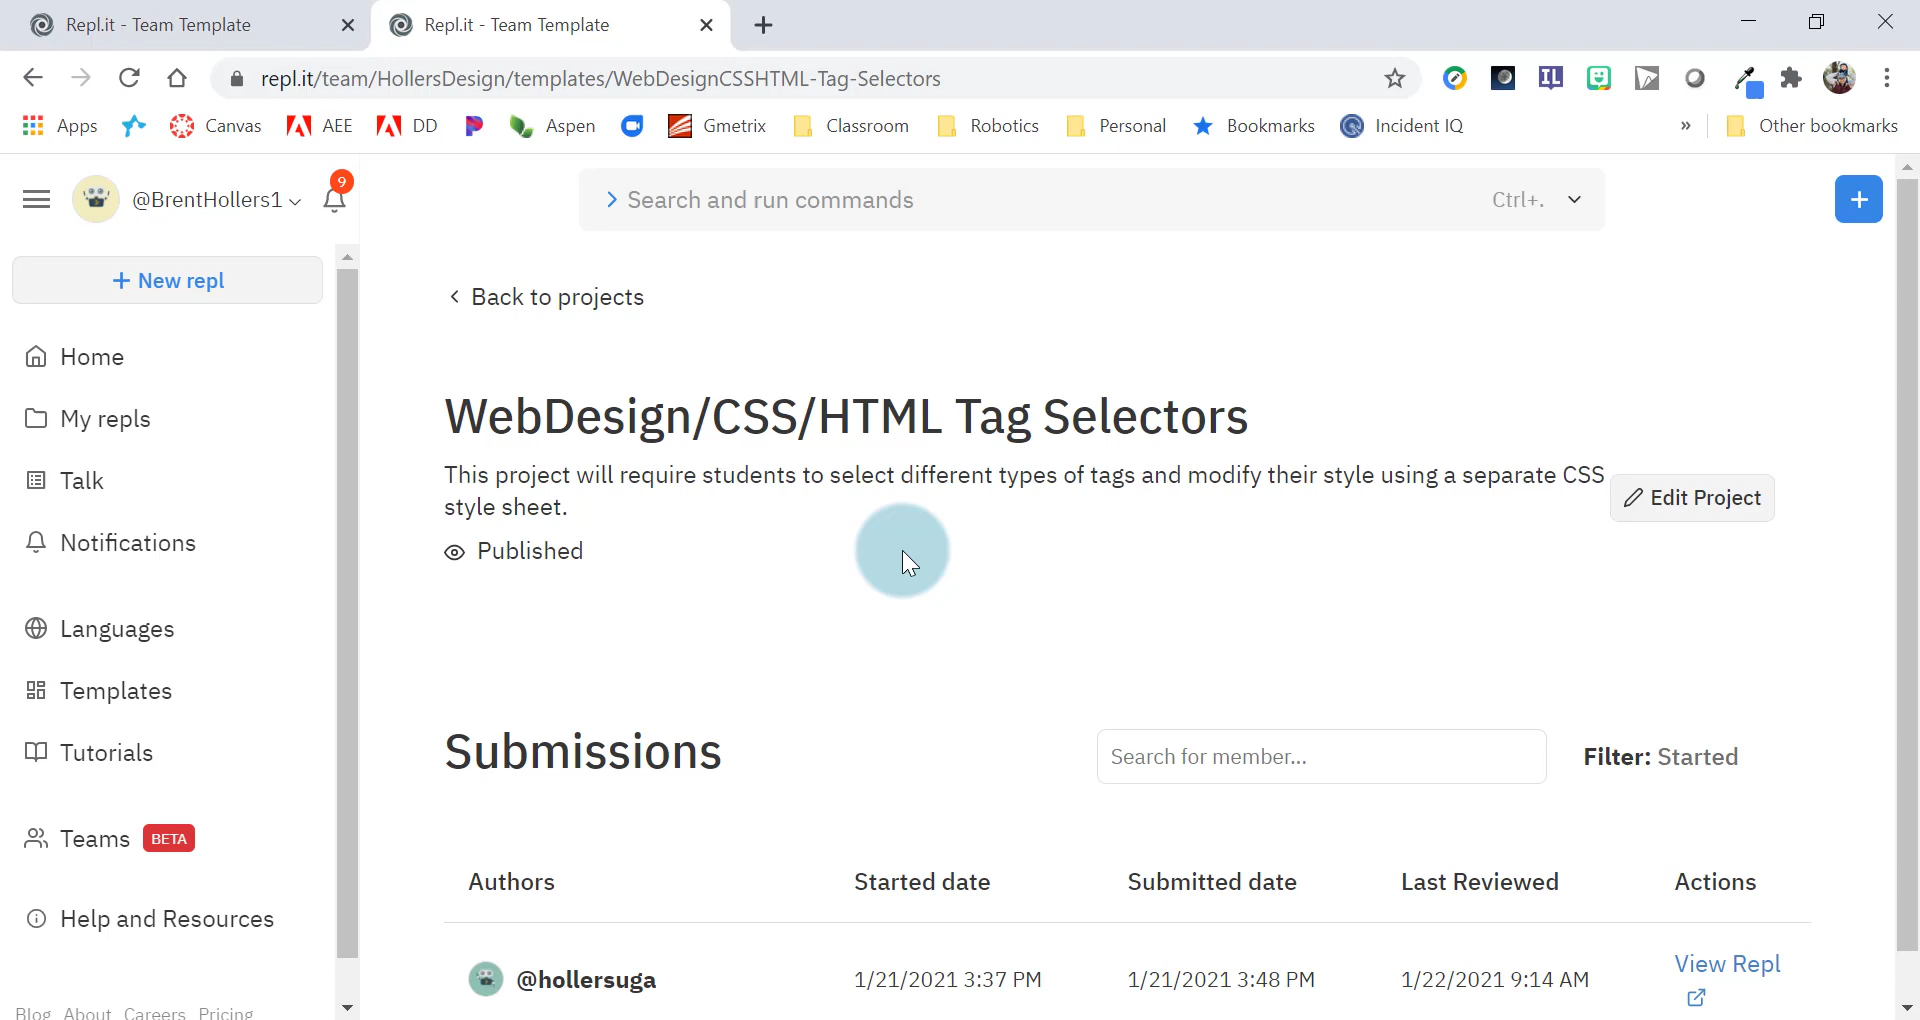 Repl.it - Team Template
Repl.it - Team Template
repl.it/team/HollersDesign/templates/WebDesignCSSHTML-Tag-Selectors
IL
Apps
Canvas
AEE
DD
Aspen
Gmetrix
Classroom
Robotics
Personal
Bookmarks
Incident IQ
»
Other bookmarks
@BrentHollers1
9
Search and run commands
Ctrl+.
+ New repl
Home
My repls
Talk
Notifications
Languages
Templates
Tutorials
Teams BETA
Help and Resources
Blog About Careers Pricing
Back to projects
WebDesign/CSS/HTML Tag Selectors
This project will require students to select different types of tags and modify their style using a separate CSS
style sheet.
Edit Project
Published
Submissions
Search for member...
Filter: Started
Authors Started date Submitted date Last Reviewed Actions
@hollersuga 1/21/2021 3:37 PM 1/21/2021 3:48 PM 1/22/2021 9:14 AM View Repl